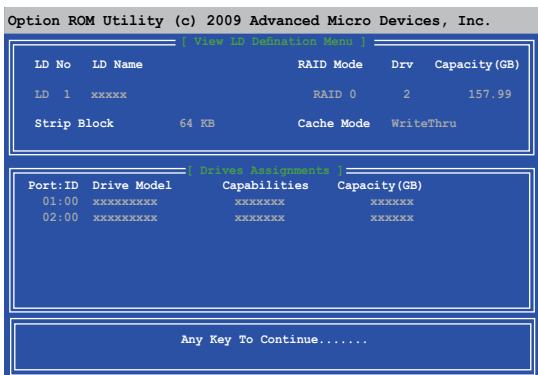 Option ROM Utility (c) 2009 Advanced Micro Devices, Inc.
[ View LD Defination Menu ]
LD No LD Name RAID Mode Drv Capacity(GB)
LD 1 xxxxx RAID 0 2 157.99
Strip Block 64 KB Cache Mode WriteThru
[ Drives Assignments ]
Port:ID Drive Model Capabilities Capacity(GB)
01:00 xxxxxxxxx xxxxxxx xxxxxx
02:00 xxxxxxxxx xxxxxxx xxxxxx
Any Key To Continue.......